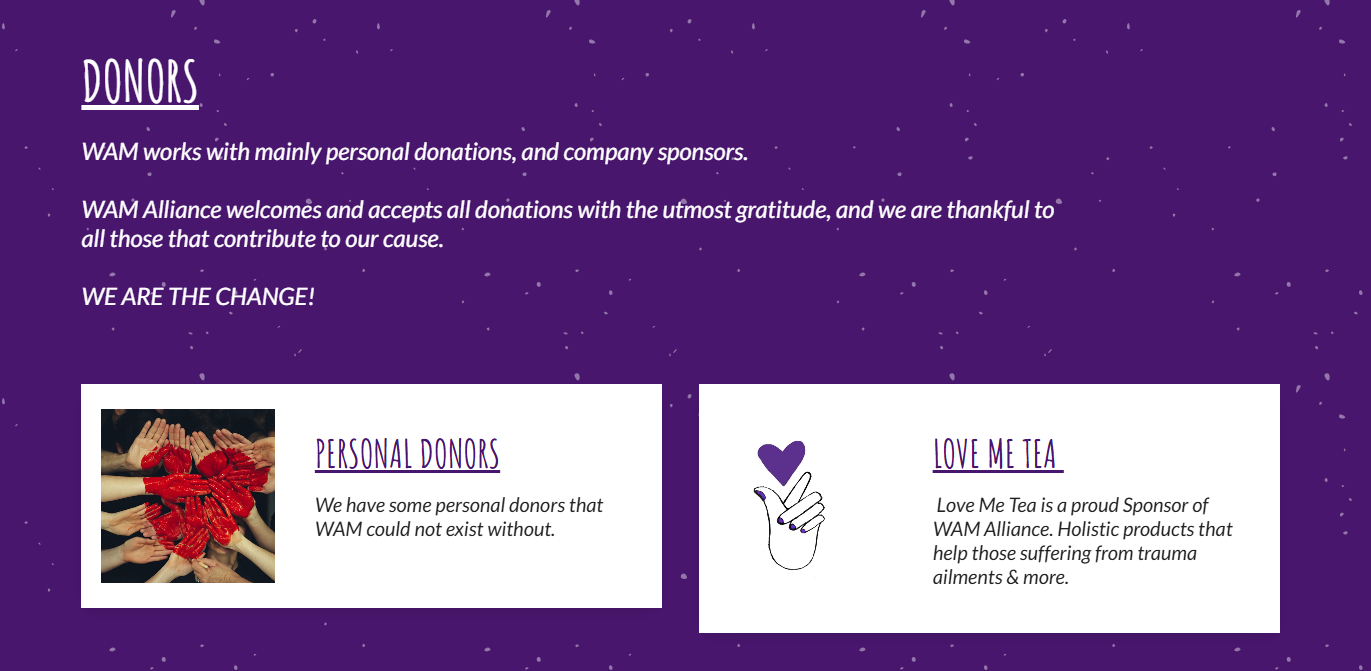 DONORS
WAM works with mainly personal donations, and company sponsors.
WAM Alliance welcomes and accepts all donations with the utmost gratitude, and we are thankful to
all those that contribute to our cause.
WE ARE THE CHANGE!
PERSONAL DONORS
We have some personal donors that
WAM could not exist without.
LOVE ME TEA
Love Me Tea is a proud Sponsor of
WAM Alliance. Holistic products that
help those suffering from trauma
ailments & more.